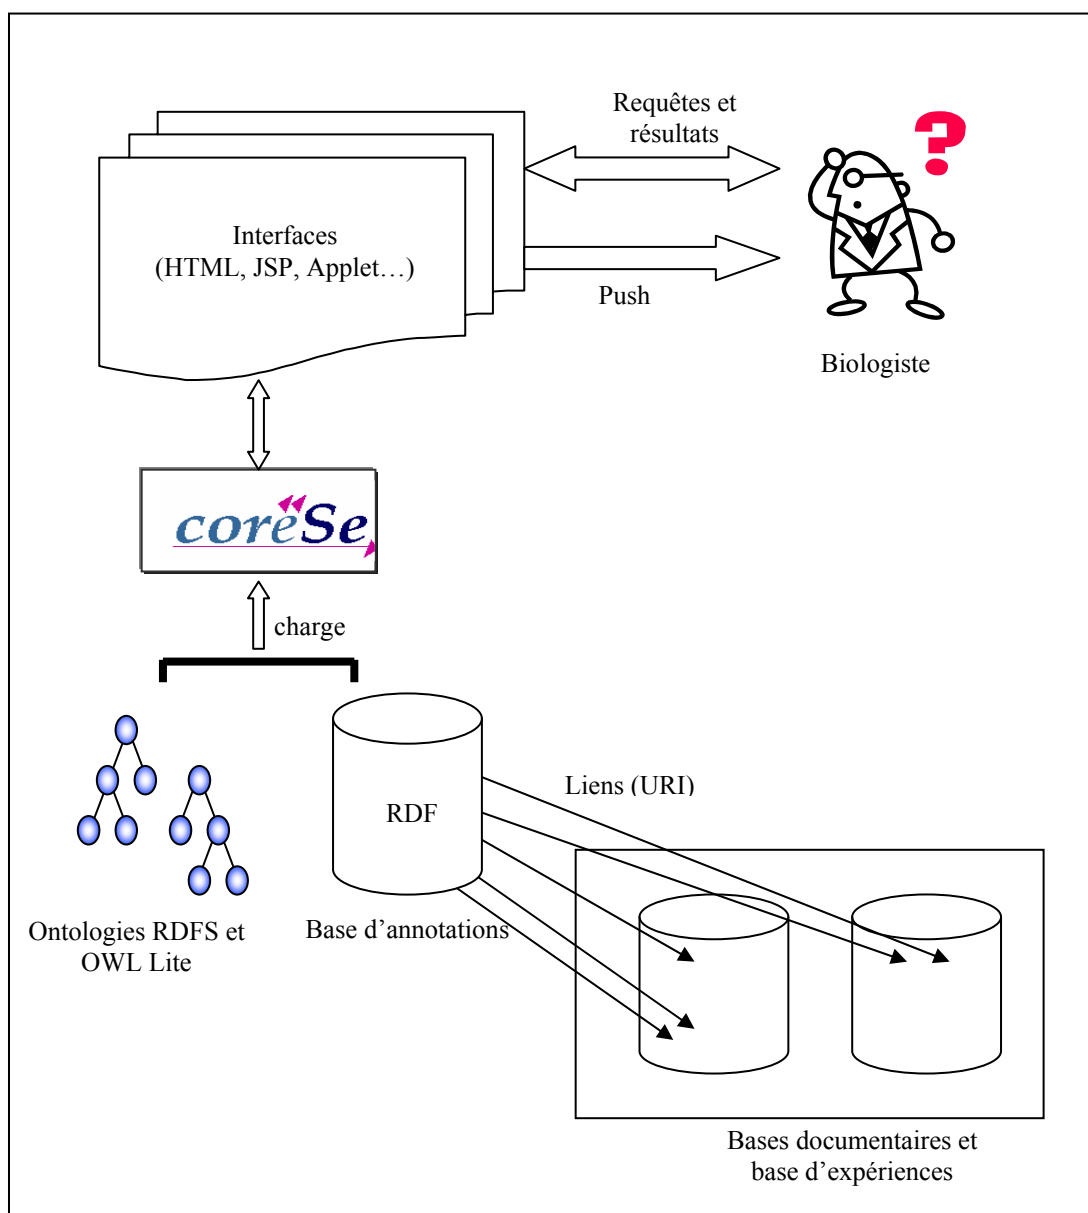 Requêtes et
résultats
?
Interfaces
(HTML, JSP, Applet…)
Push
Biologiste
coreSe
charge
Liens (URI)
RDF
Ontologies RDFS et
OWL Lite
Base d’annotations
Bases documentaires et
base d’expériences